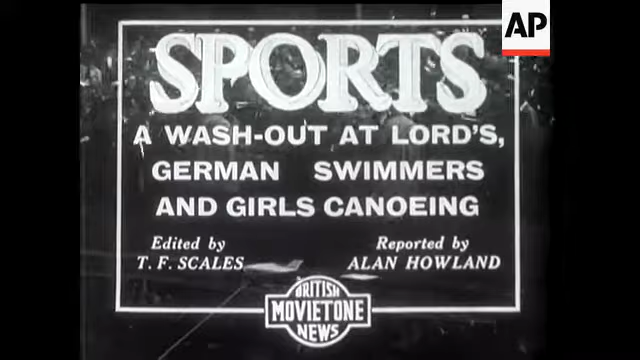 AP
SPORTS
A WASH-OUT AT LORD'S,
GERMAN SWIMMERS
AND GIRLS CANOEING
Edited by
T. F. SCALES
Reported by
ALAN HOWLAND
BRITISH
MOVIETONE
NEWS